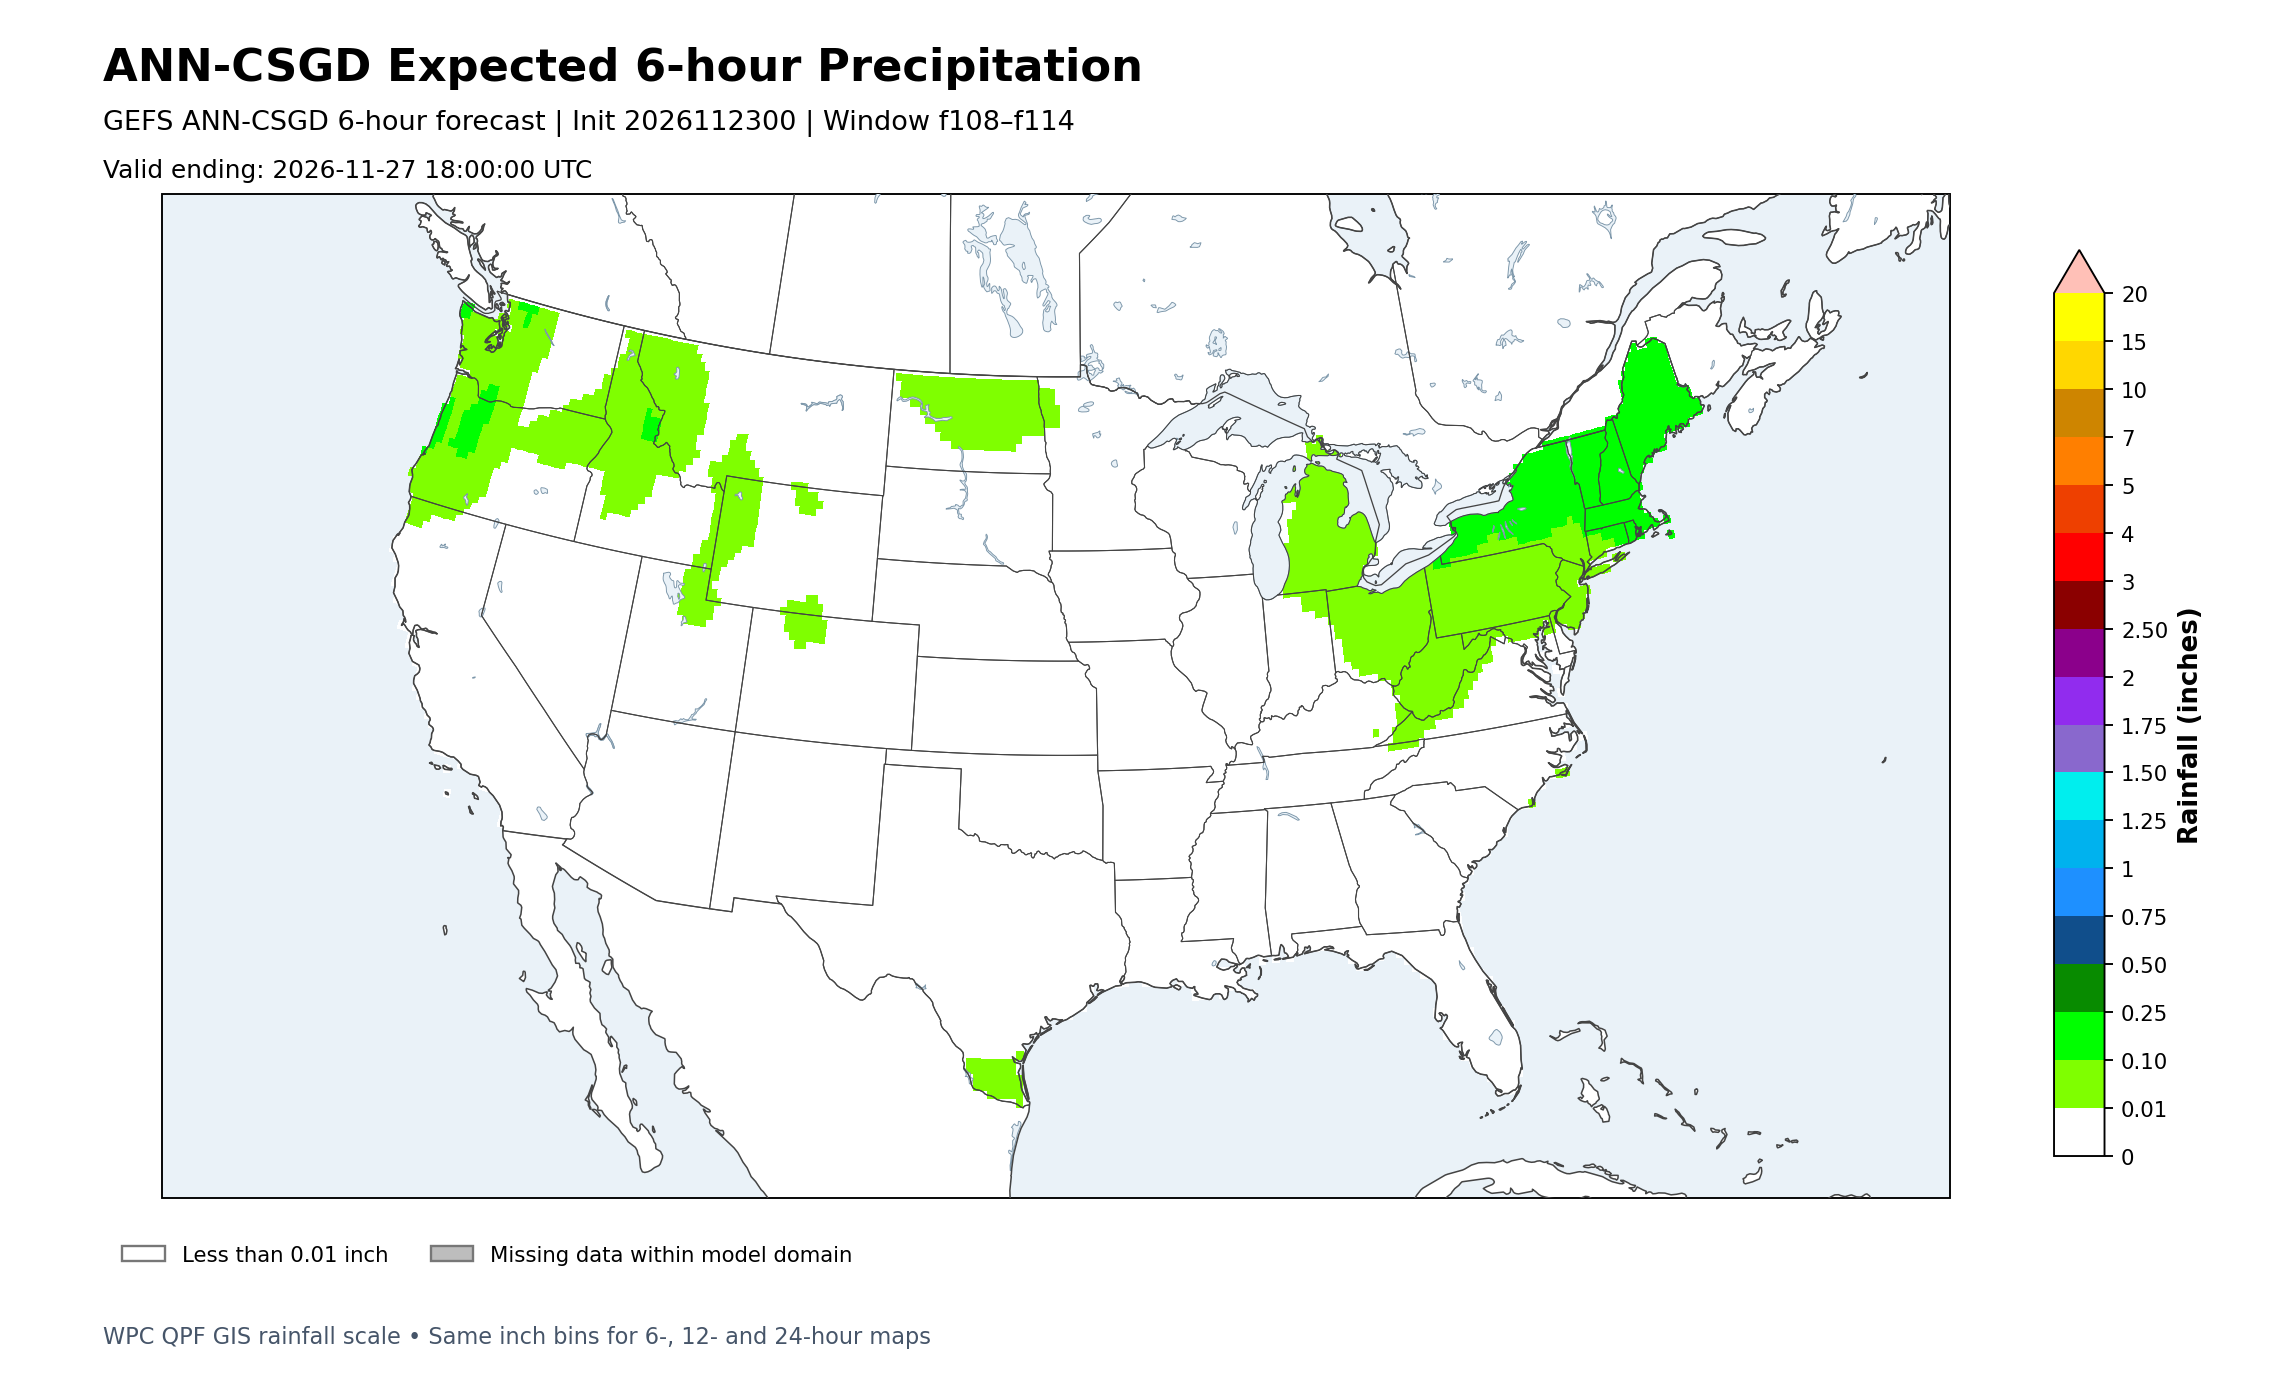 ANN-CSGD Expected 6-hour Precipitation
GEFS ANN-CSGD 6-hour forecast | Init 2026112300 | Window f108–f114
Valid ending: 2026-11-27 18:00:00 UTC
20
15
10
7
5
4
3
2.50
2
1.75
1.50
1.25
1
0.75
0.50
0.25
0.10
0.01
0
Rainfall (inches)
Less than 0.01 inch
Missing data within model domain
WPC QPF GIS rainfall scale • Same inch bins for 6-, 12- and 24-hour maps